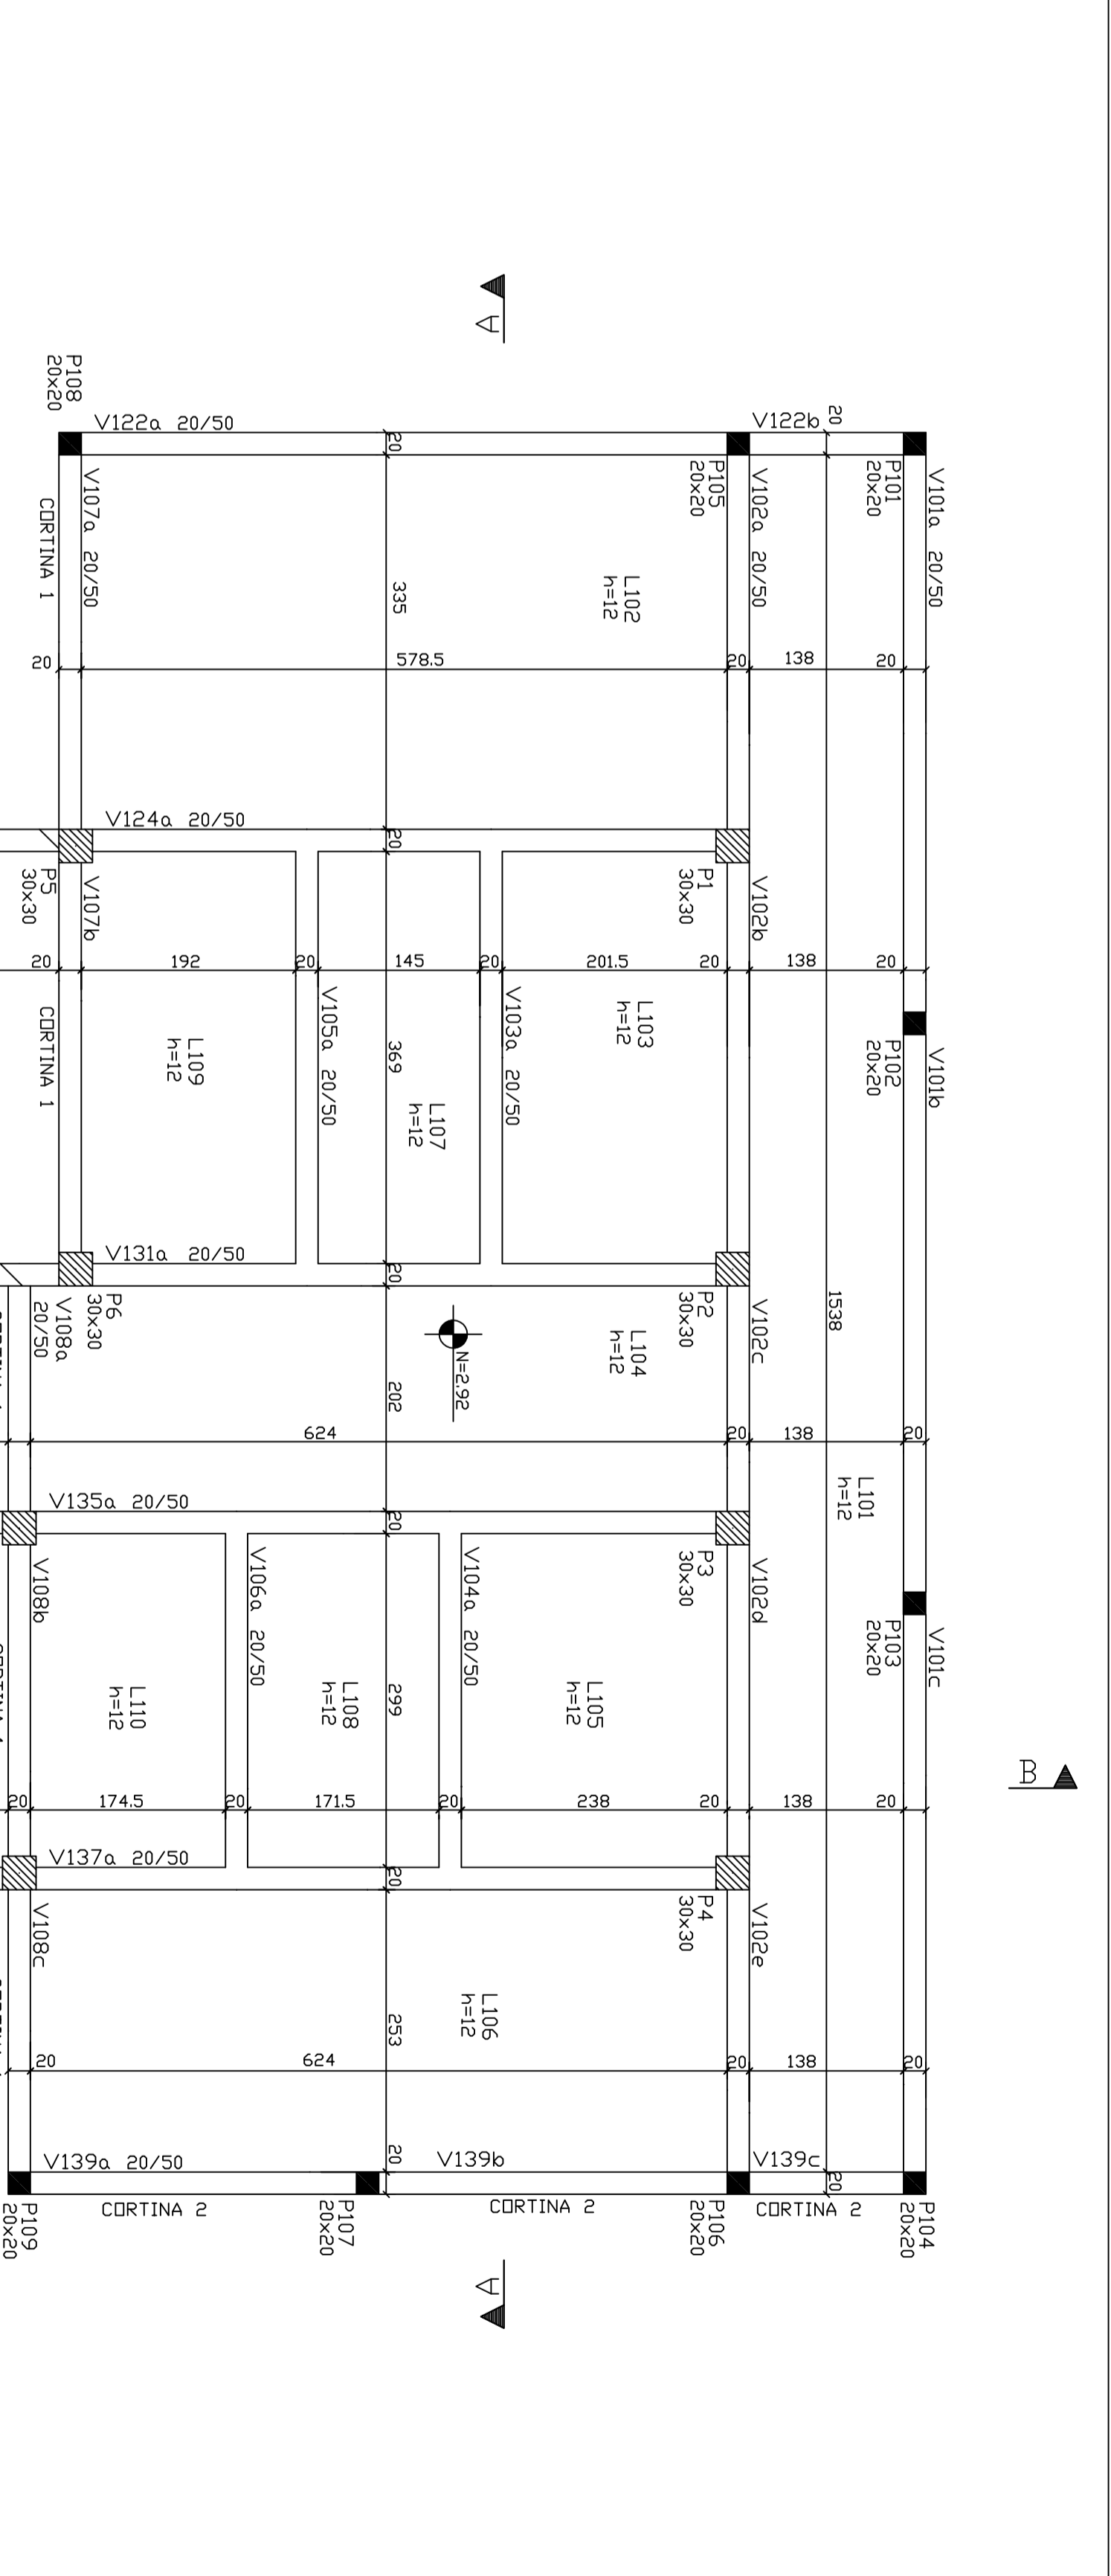 B
V101a 20/50
V101b
V101c
P101
20x20
P102
20x20
P103
20x20
P104
20x20
20
20
20
20
20
V122b
20
1538
L101
h=12
V139c
20
CORTINA 2
138
138
138
138
138
V102a 20/50
V102b
V102c
V102d
V102e
20
20
20
20
20
P105
20x20
P1
30x30
P2
30x30
P3
30x30
P4
30x30
P106
20x20
L102
h=12
L103
h=12
L104
h=12
L105
h=12
201.5
238
A
A
V103a 20/50
20
L106
h=12
V104a 20/50
20
N=2.92
V139b
CORTINA 2
578.5
L107
h=12
145
20
335
20
369
20
202
20
299
20
253
20
L108
h=12
171.5
P107
20x20
V105a 20/50
20
624
624
V106a 20/50
20
V122a 20/50
V124a 20/50
V131a 20/50
V135a 20/50
V137a 20/50
V139a 20/50
CORTINA 2
L109
h=12
192
L110
h=12
174.5
V107a 20/50
V107b
P108
20x20
20
20
CORTINA 1
CORTINA 1
P5
30x30
P6
30x30
V108a
20/50
V108b
V108c
20
20
P109
20x20